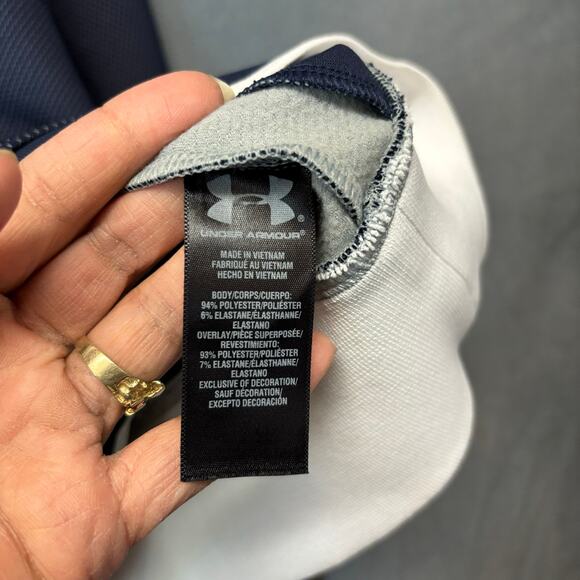 UNDER ARMOUR®
MADE IN VIETNAM
FABRIQUÉ AU VIETNAM
HECHO EN VIETNAM
BODY/CORPS/CUERPO:
94% POLYESTER/POLIÉSTER
6% ELASTANE/ÉLASTHANNE/
ELASTANO
OVERLAY/PIÈCE SUPERPOSÉE/
REVESTIMIENTO:
93% POLYESTER/POLIÉSTER
7% ELASTANE/ÉLASTHANNE/
ELASTANO
EXCLUSIVE OF DECORATION/
SAUF DÉCORATION/
EXCEPTO DECORACIÓN